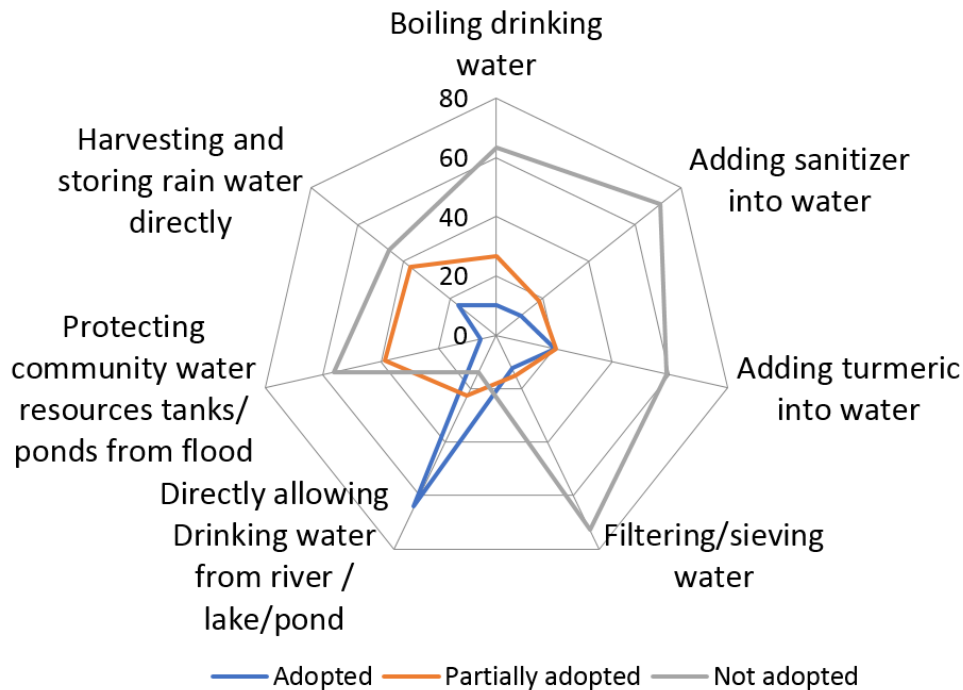 Boiling drinking
water
80
60
40
20
0
Adding sanitizer
into water
Adding turmeric
into water
Filtering/sieving
water
Directly allowing
Drinking water
from river /
lake/pond
Protecting
community water
resources tanks/
ponds from flood
Harvesting and
storing rain water
directly
Adopted
Partially adopted
Not adopted